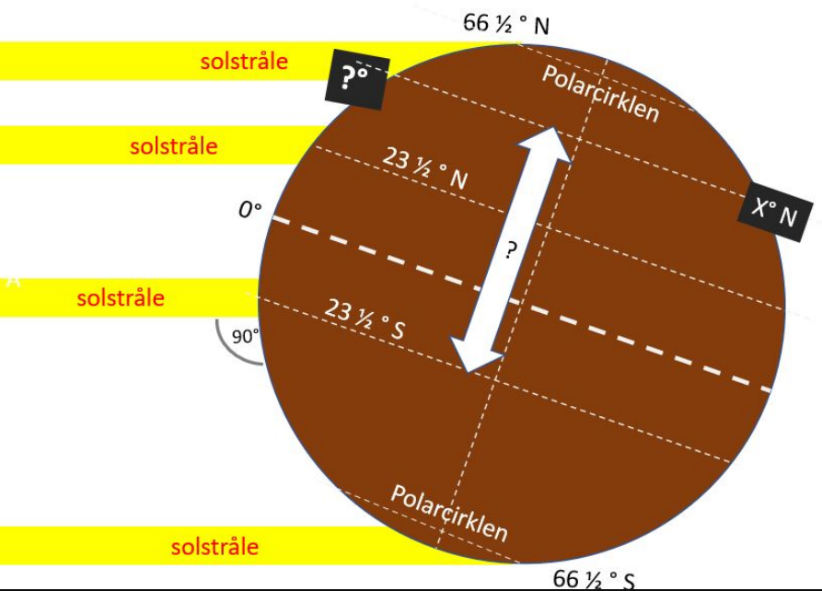 66 ½ ° N
solstråle
?°
Polarcirklen
solstråle
23 ½ ° N
0°
X° N
?
A
solstråle
23 ½ ° S
90°
Polarcirklen
solstråle
66 ½ ° S